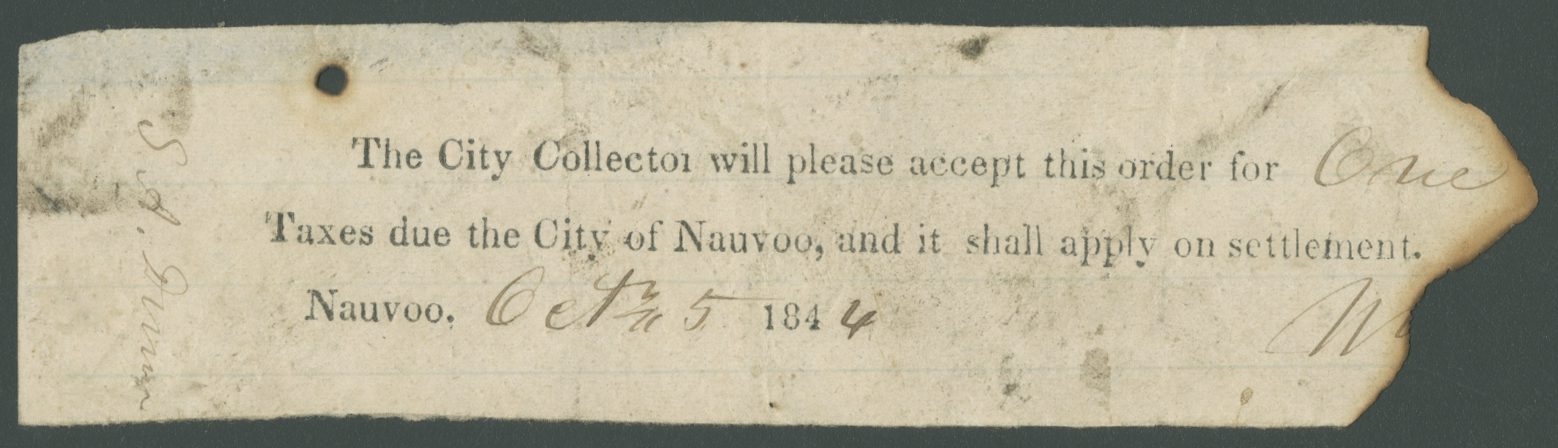 The City Collector will please accept this order for One
Taxes due the City of Nauvoo, and it shall apply on settlement.
Nauvoo. Oct 5 1844